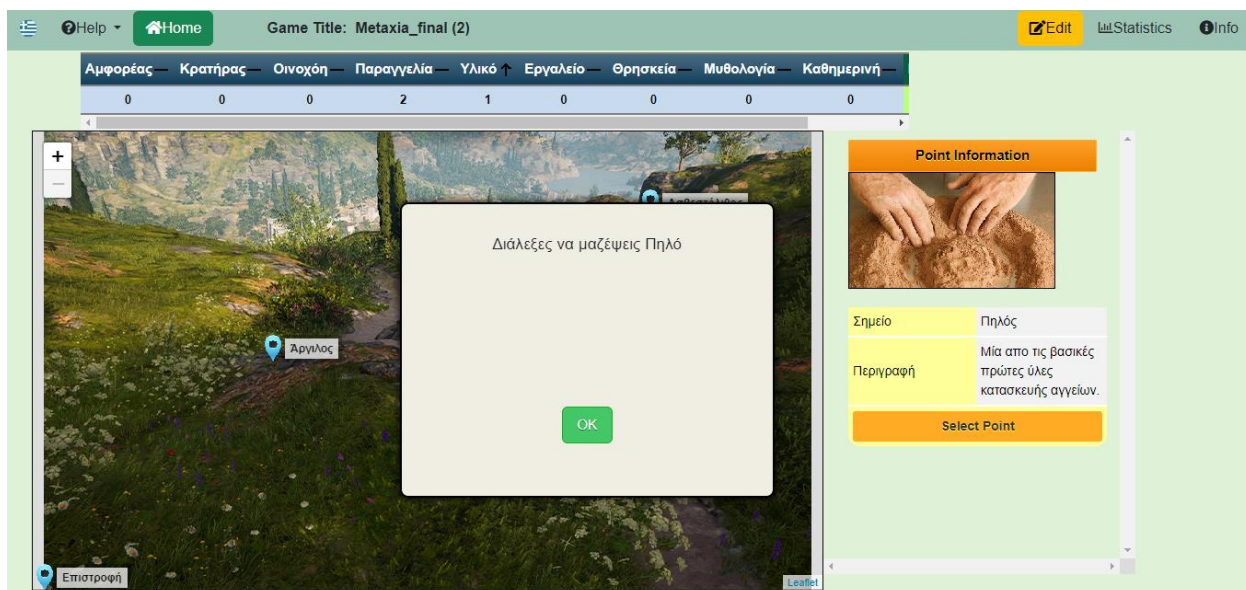 Help Home Game Title: Metaxia_final (2) Edit Statistics Info
Αμφορέας— Κρατήρας— Οινοχόη— Παραγγελία— Υλικό↑ Εργαλείο— Θρησκεία— Μυθολογία— Καθημερινή—
0 0 0 2 1 0 0 0 0
+
−
Διάλεξες να μαζέψεις Πηλό
OK
Άργιλος
Επιστροφή
Leaflet
Point Information
Σημείο Πηλός
Περιγραφή
Μία απο τις βασικές
πρώτες ύλες
κατασκευής αγγείων.
Select Point